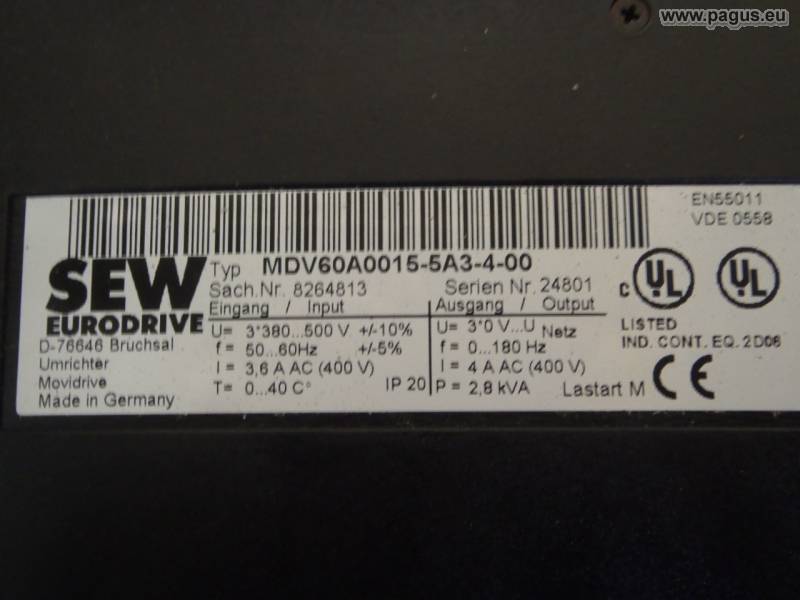 www.pagus.eu
EN55011
VDE 0558
SEW
EURODRIVE
D-76646 Bruchsal
Umrichter
Movidrive
Made in Germany
Typ MDV60A0015-5A3-4-00
Sach.Nr. 8264813 Serien Nr. 24801
Eingang / Input Ausgang / Output
U= 3*380...500 V +/-10% U= 3*0 V...U Netz
f= 50...60Hz +/-5% f= 0...180 Hz
I= 3,6 A AC (400 V) I= 4 A AC (400 V)
T= 0...40 C° IP 20 P= 2,8 kVA Lastart M
c UL UL
LISTED
IND. CONT. EQ. 2D06
CE